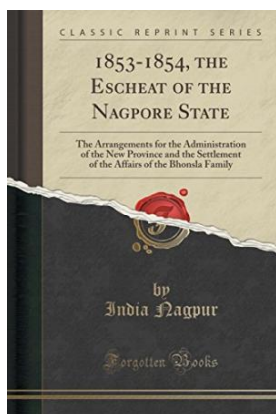 CLASSIC REPRINT SERIES
1853-1854, THE
ESCHEAT OF THE
NAGPORE STATE
The Arrangements for the Administration
of the New Province and the Settlement
of the Affairs of the Bhonsla Family
by
India Nagpur
Forgotten Books